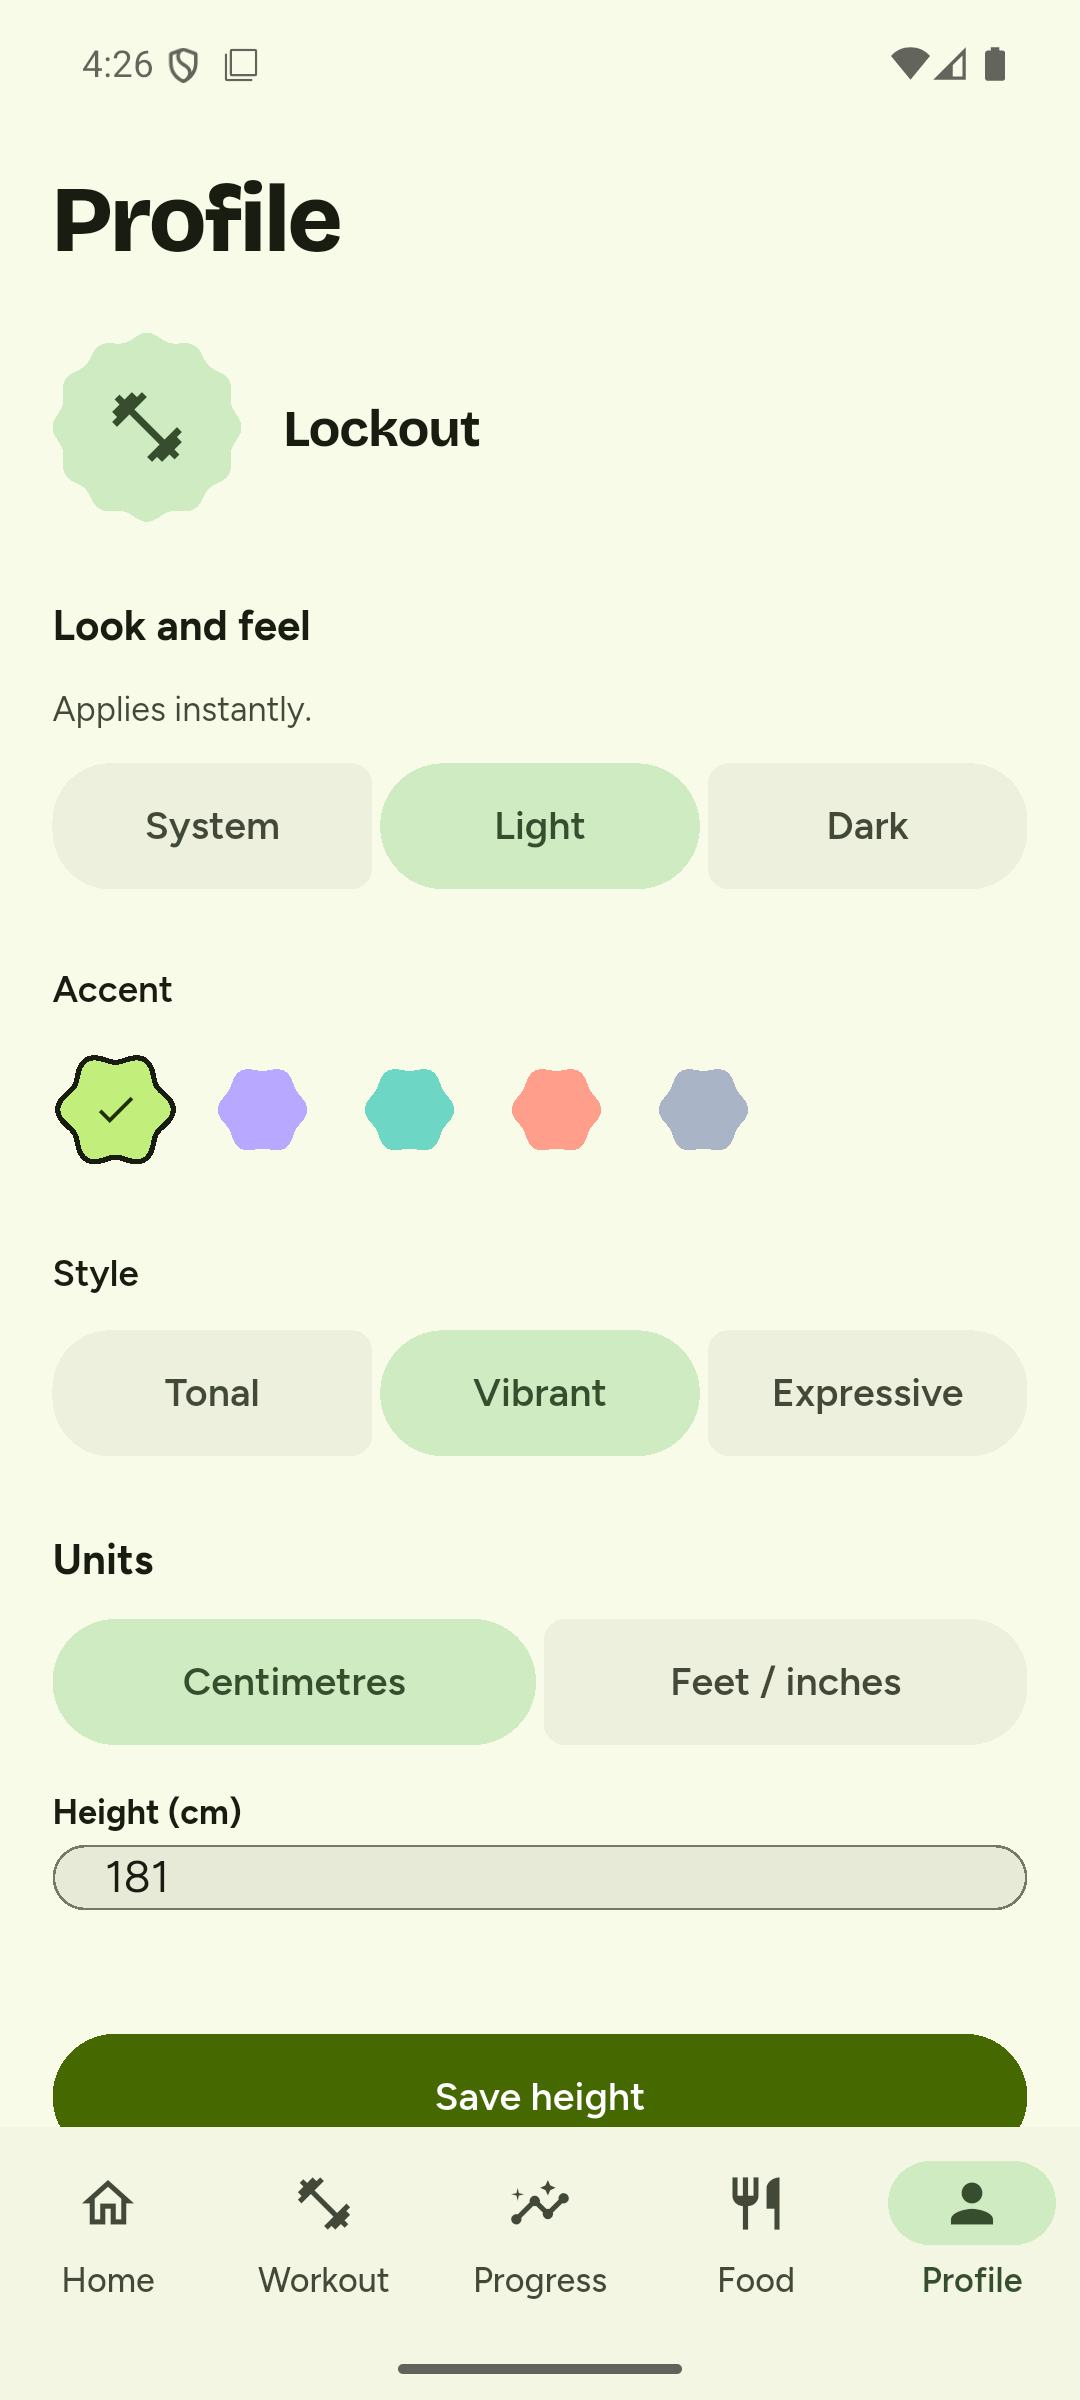 4:26
Profile
Lockout
Look and feel
Applies instantly.
System Light Dark
Accent
Style
Tonal Vibrant Expressive
Units
Centimetres Feet / inches
Height (cm)
181
Save height
Home Workout Progress Food Profile